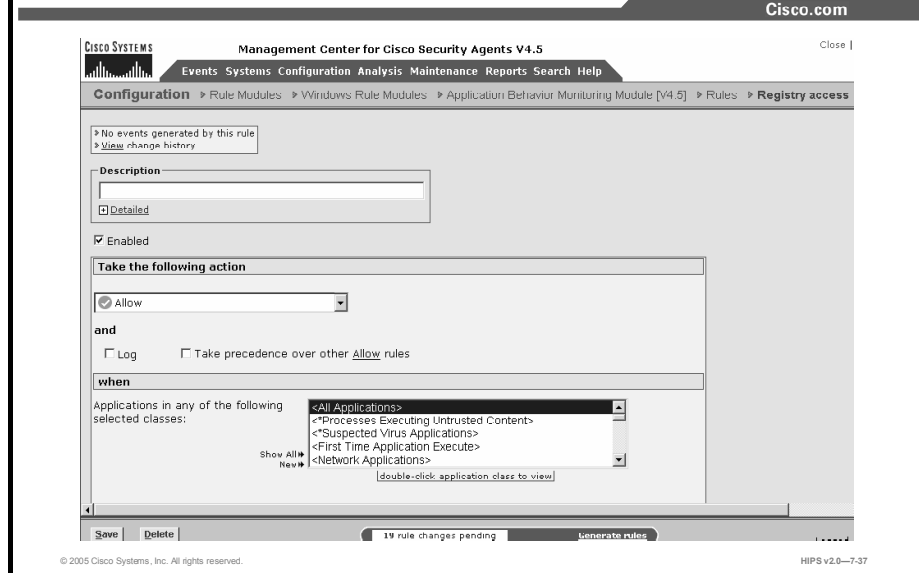 Cisco.com
CISCO SYSTEMS
Management Center for Cisco Security Agents V4.5
Close |
Events Systems Configuration Analysis Maintenance Reports Search Help
Configuration > Rule Modules > Windows Rule Modules > Application Behavior Monitoring Module [V4.5] > Rules > Registry access
No events generated by this rule
View change history
Description
Detailed
Enabled
Take the following action
Allow
and
Log Take precedence over other Allow rules
when
Applications in any of the following selected classes:
<All Applications>
<*Processes Executing Untrusted Content>
<*Suspected Virus Applications>
<First Time Application Execute>
<Network Applications>
Show All
New
double-click application class to view
Save Delete
19 rule changes pending
Generate rules
© 2005 Cisco Systems, Inc. All rights reserved.
HIPS v2.0—7-37